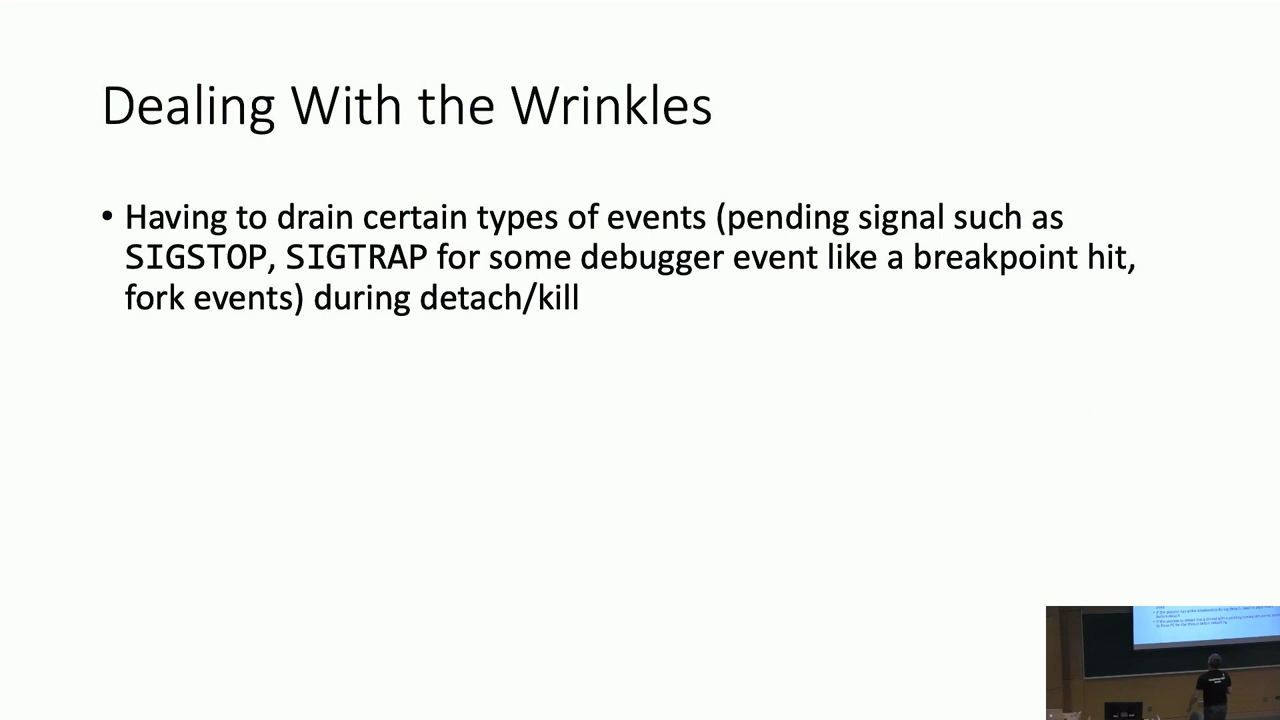 Dealing With the Wrinkles
• Having to drain certain types of events (pending signal such as
SIGSTOP, SIGTRAP for some debugger event like a breakpoint hit,
fork events) during detach/kill